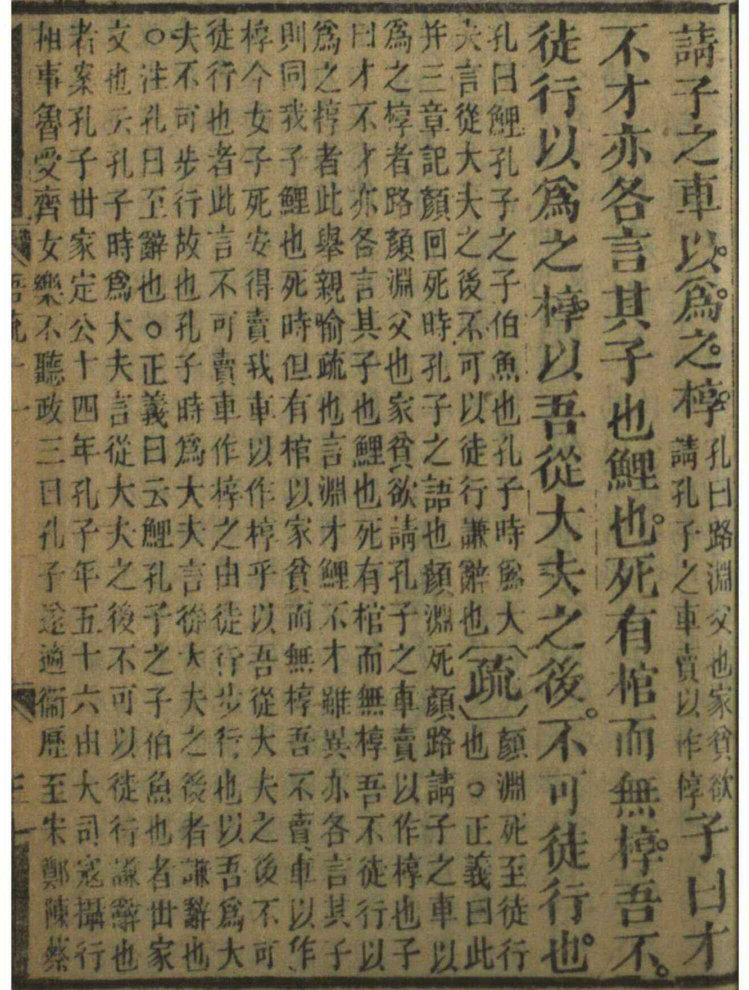 請子之車以爲之椁
孔曰路淵父也家貧欲
請孔子之車賣以作椁
子曰才
不才亦各言其子也鯉也死有棺而無椁吾不
徒行以爲之椁以吾從大夫之後不可徒行也
孔曰鯉孔子之子伯魚也孔子時爲大
夫言從大夫之後不可以徒行謙辭也
疏
顏淵死至徒行
也○正義曰此
并三章記顏回死時孔子之語也顏淵死顏路請子之車以
爲之椁者路顏淵父也家貧欲請孔子之車賣以作椁也子
曰才不才亦各言其子也鯉也死有棺而無椁吾不徒行以
爲之椁者此舉親喻疏也言淵才鯉不才雖異亦各言其子
則同我子鯉也死時但有棺以家貧而無椁吾不賣車以作
椁今女子死安得賣我車以作椁乎以吾從大夫之後不可
徒行也者此言不可賣車作椁之由徒行步行也以吾爲大
夫不可步行故也孔子時爲大夫言從大夫之後者謙辭也
○注孔曰至辭也○正義曰云鯉孔子之子伯魚也者世家
文也云孔子時爲大夫言從大夫之後不可以徒行謙辭也
者案孔子世家定公十四年孔子年五十六由大司寇攝行
相事魯受齊女樂不聽政三日孔子遂適衞歷至宋鄭陳蔡